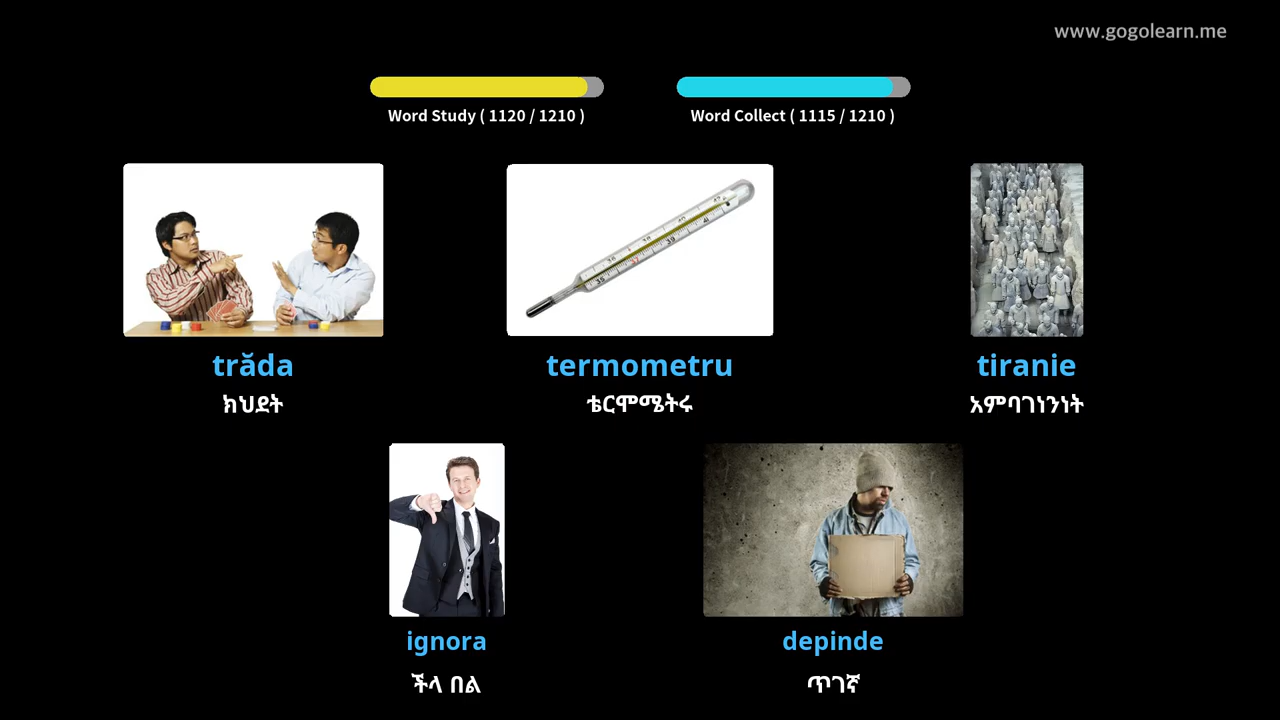 www.gogolearn.me
Word Study ( 1120 / 1210 )
Word Collect ( 1115 / 1210 )
trăda
termometru
tiranie
ክህደት
ቴርሞሜትሩ
አምባገነንነት
ignora
depinde
ችላ በል
ጥገኛ